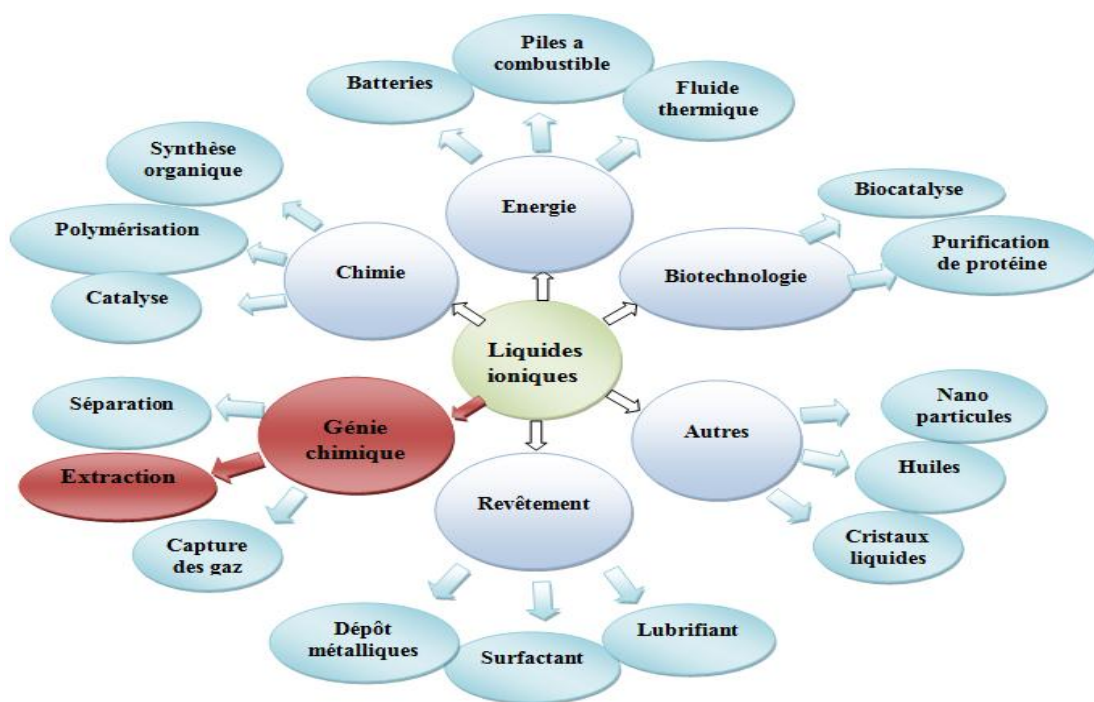 Piles a
combustible
Batteries
Fluide
thermique
Synthèse
organique
Energie
Biocatalyse
Polymérisation
Purification
de protéine
Chimie
Biotechnologie
Catalyse
Liquides
ioniques
Séparation
Génie
chimique
Autres
Nano
particules
Extraction
Huiles
Revêtement
Capture
des gaz
Cristaux
liquides
Dépôt
métalliques
Surfactant
Lubrifiant